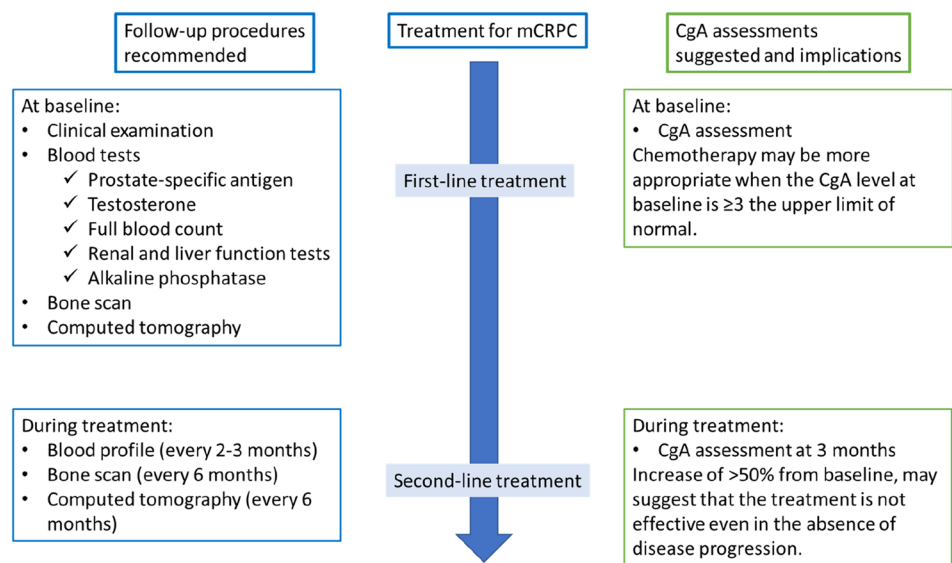 Follow-up procedures
recommended
Treatment for mCRPC
CgA assessments
suggested and implications
At baseline:
• Clinical examination
• Blood tests
✓ Prostate-specific antigen
✓ Testosterone
✓ Full blood count
✓ Renal and liver function tests
✓ Alkaline phosphatase
• Bone scan
• Computed tomography
First-line treatment
At baseline:
• CgA assessment
Chemotherapy may be more
appropriate when the CgA level at
baseline is ≥3 the upper limit of
normal.
During treatment:
• Blood profile (every 2-3 months)
• Bone scan (every 6 months)
• Computed tomography (every 6
months)
Second-line treatment
During treatment:
• CgA assessment at 3 months
Increase of >50% from baseline, may
suggest that the treatment is not
effective even in the absence of
disease progression.